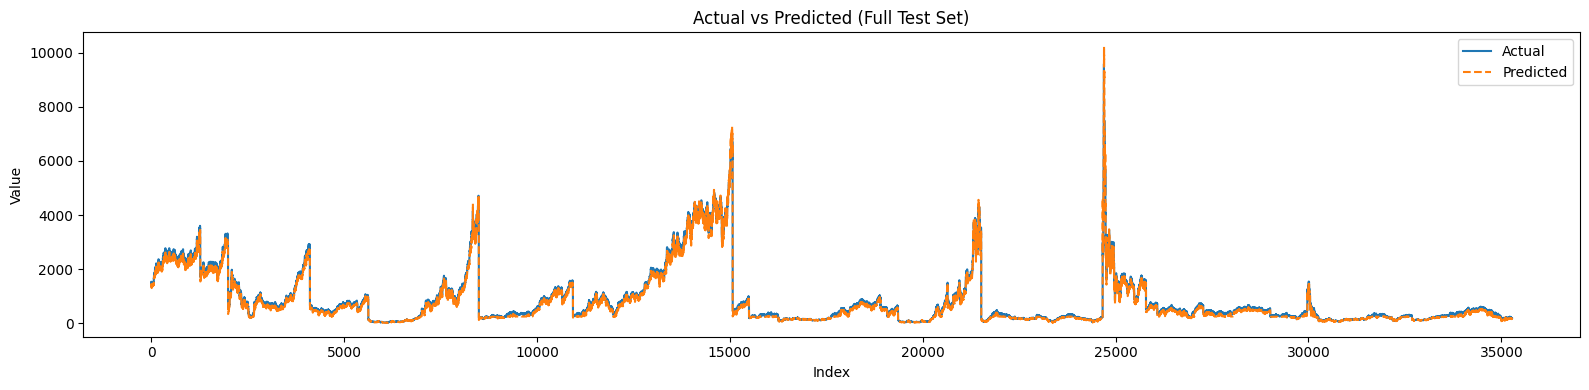 Actual vs Predicted (Full Test Set)
Actual
Predicted
Value
10000
8000
6000
4000
2000
0
0 5000 10000 15000 20000 25000 30000 35000
Index